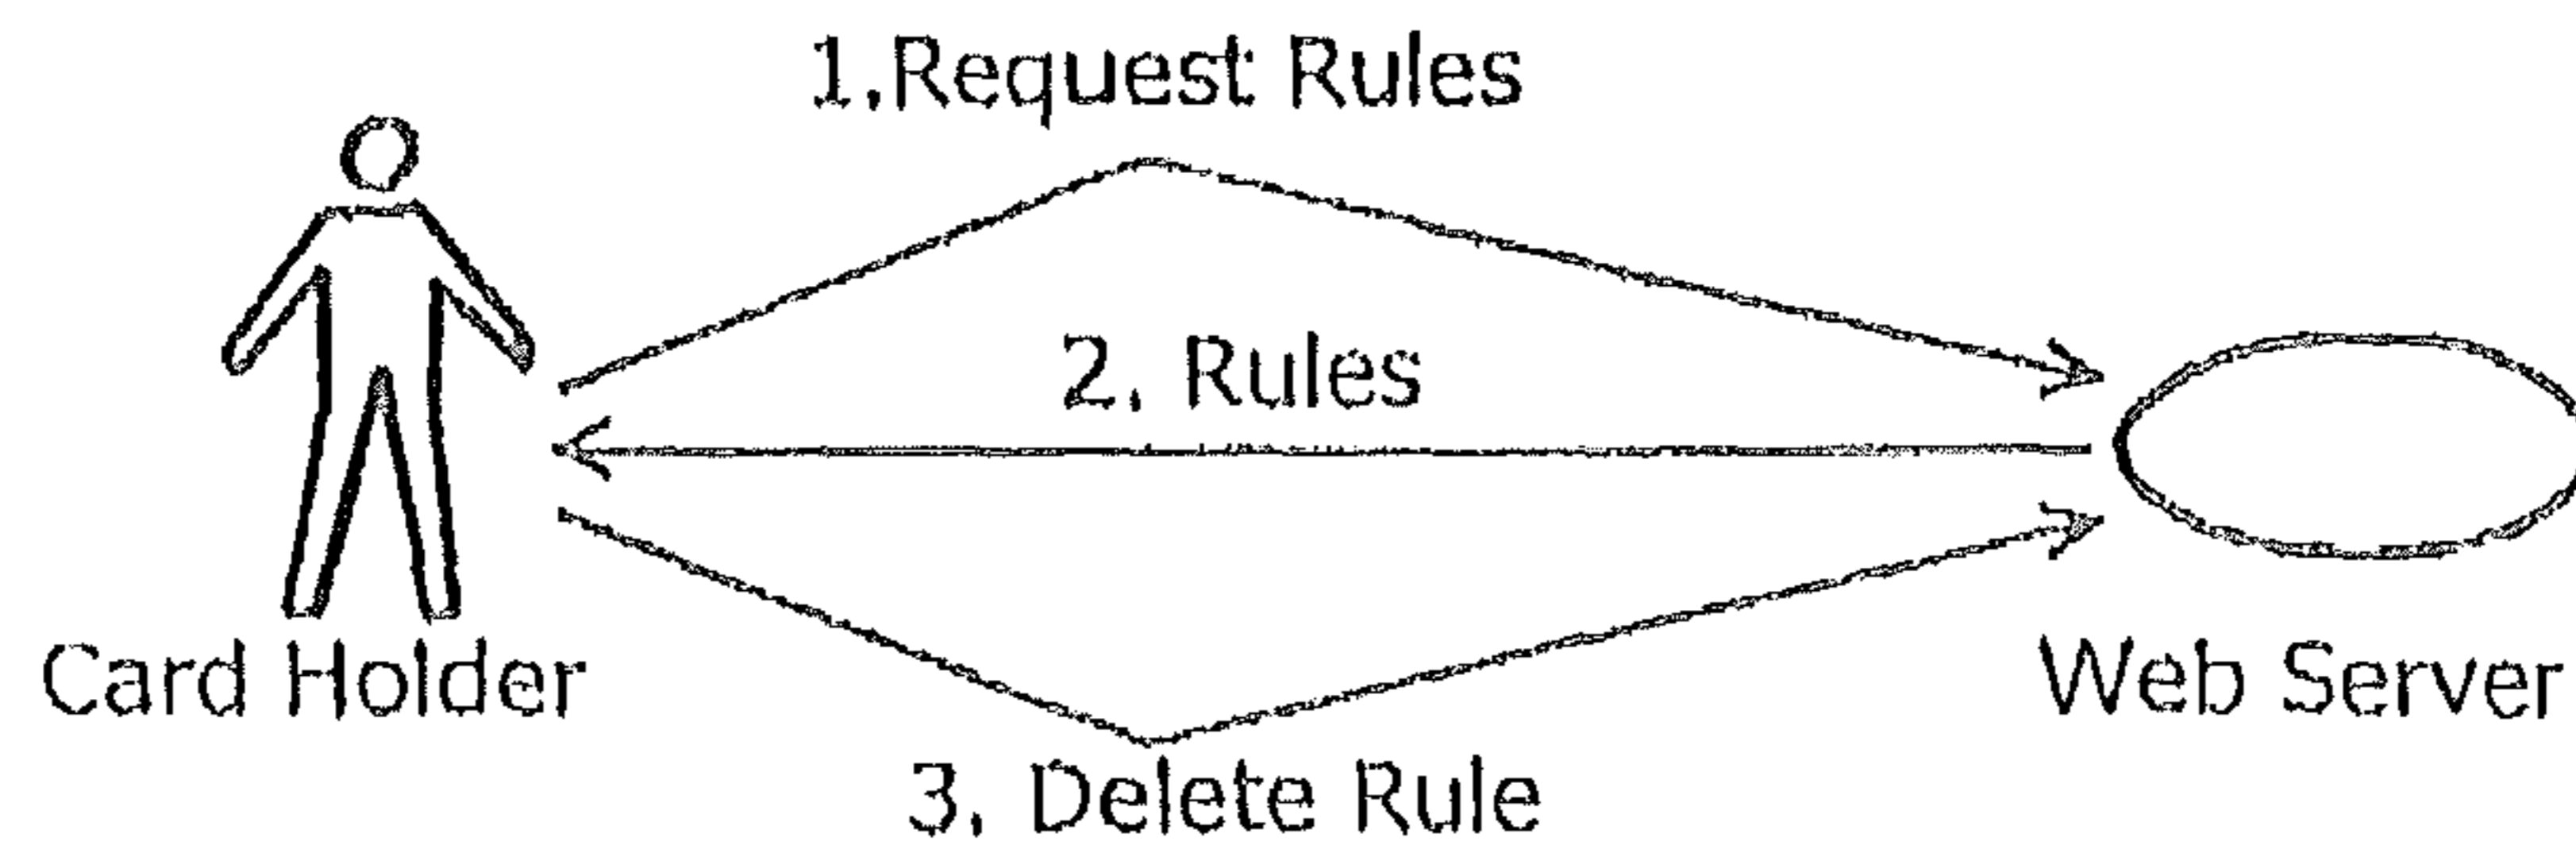 1.Request Rules
2. Rules
Card Holder
Web Server
3. Delete Rule